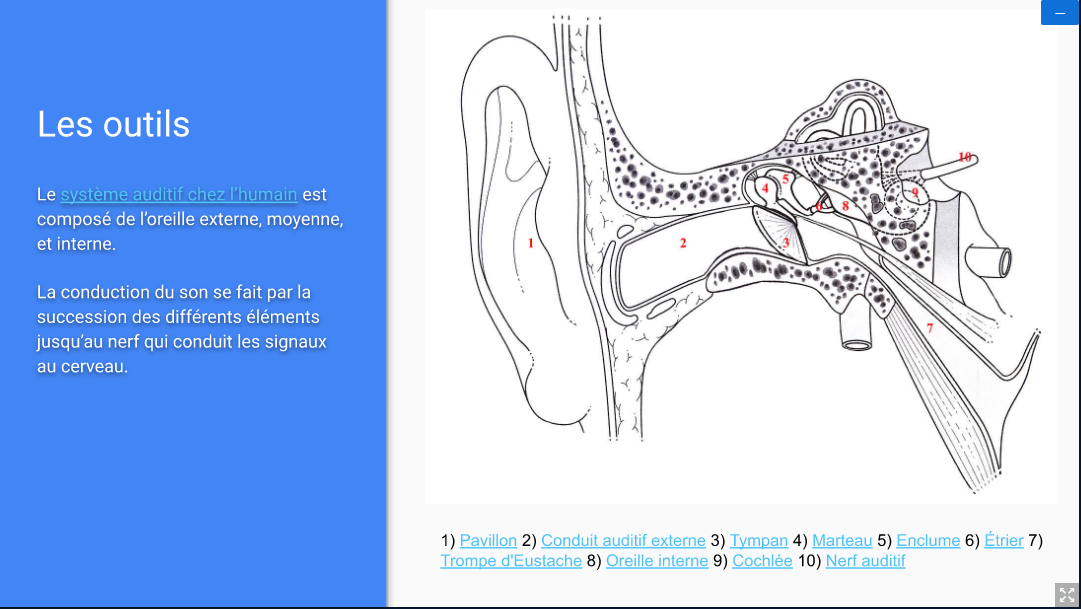 Les outils
Le système auditif chez l’humain est
composé de l’oreille externe, moyenne,
et interne.
La conduction du son se fait par la
succession des différents éléments
jusqu’au nerf qui conduit les signaux
au cerveau.
10
5
4
9
6
8
1
2
3
7
1) Pavillon 2) Conduit auditif externe 3) Tympan 4) Marteau 5) Enclume 6) Étrier 7)
Trompe d'Eustache 8) Oreille interne 9) Cochlée 10) Nerf auditif